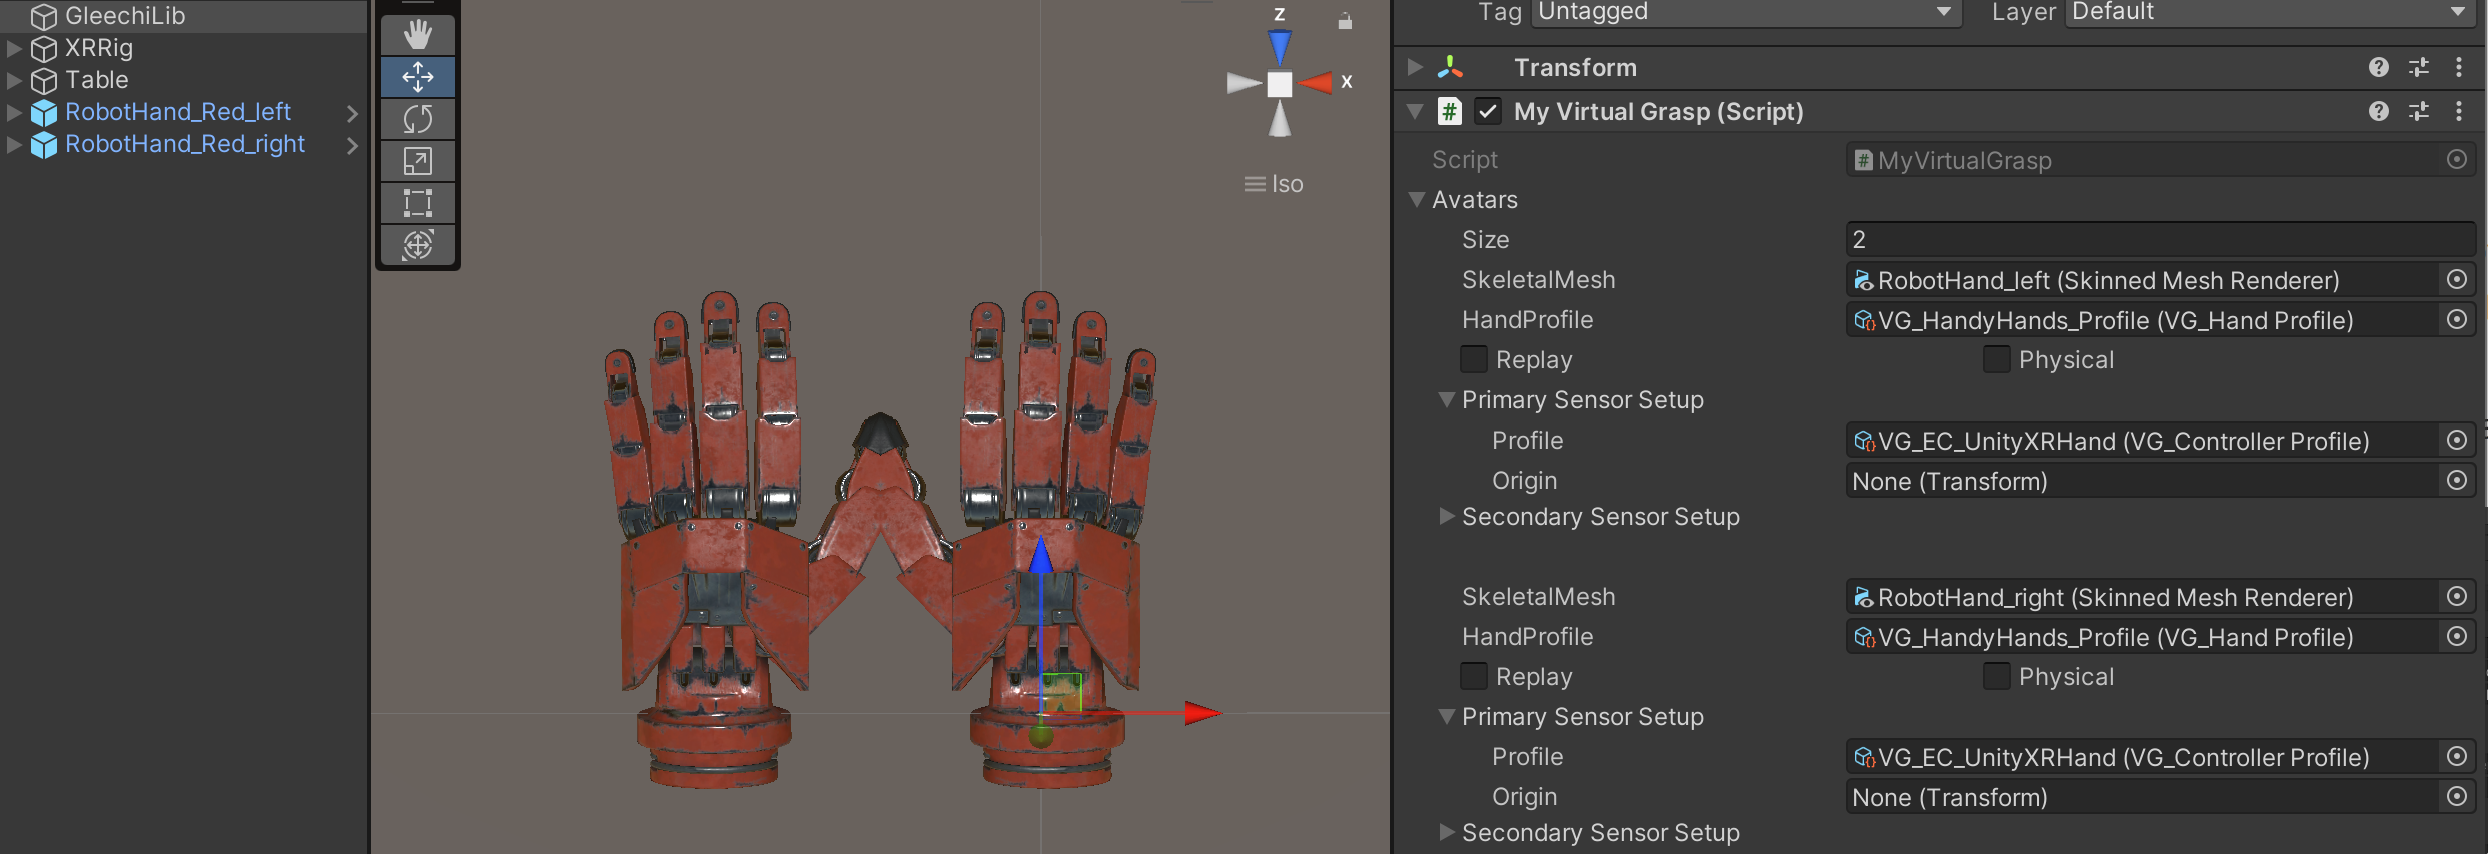 GleechiLib
XRRig
Table
RobotHand_Red_left
RobotHand_Red_right
Z
X
Iso
Tag Untagged Layer Default
Transform
# My Virtual Grasp (Script)
Script # MyVirtualGrasp
Avatars
Size 2
SkeletalMesh RobotHand_left (Skinned Mesh Renderer)
HandProfile VG_HandyHands_Profile (VG_Hand Profile)
Replay Physical
Primary Sensor Setup
Profile VG_EC_UnityXRHand (VG_Controller Profile)
Origin None (Transform)
Secondary Sensor Setup
SkeletalMesh RobotHand_right (Skinned Mesh Renderer)
HandProfile VG_HandyHands_Profile (VG_Hand Profile)
Replay Physical
Primary Sensor Setup
Profile VG_EC_UnityXRHand (VG_Controller Profile)
Origin None (Transform)
Secondary Sensor Setup